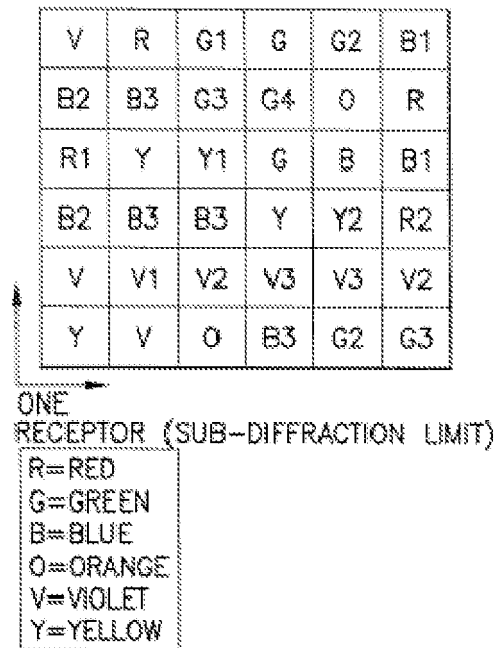 V R G1 G G2 B1
B2 B3 G3 G4 O R
R1 Y Y1 G B B1
B2 B3 B3 Y Y2 R2
V V1 V2 V3 V3 V2
Y V O B3 G2 G3
ONE
RECEPTOR (SUB-DIFFRACTION LIMIT)
R=RED
G=GREEN
B=BLUE
O=ORANGE
V=VIOLET
Y=YELLOW